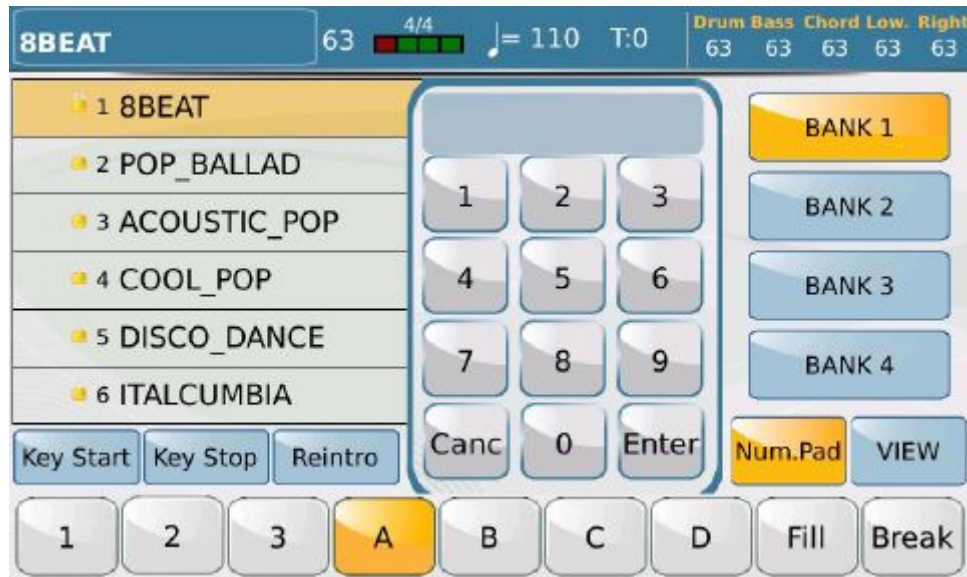 8BEAT 63 4/4 ♩= 110 T:0 Drum Bass Chord Low. Right
63 63 63 63 63
1 8BEAT
2 POP_BALLAD
3 ACOUSTIC_POP
4 COOL_POP
5 DISCO_DANCE
6 ITALCUMBIA
1 2 3
4 5 6
7 8 9
Canc 0 Enter
BANK 1
BANK 2
BANK 3
BANK 4
Key Start Key Stop Reintro Num.Pad VIEW
1 2 3 A B C D Fill Break